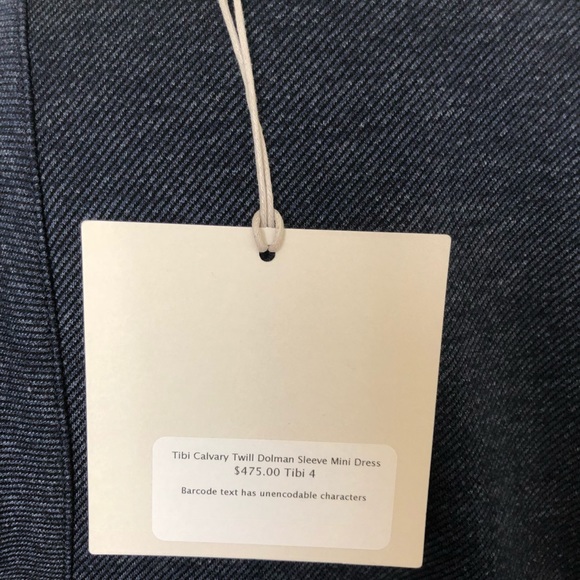 Tibi Calvary Twill Dolman Sleeve Mini Dress
$475.00 Tibi 4
Barcode text has unencodable characters